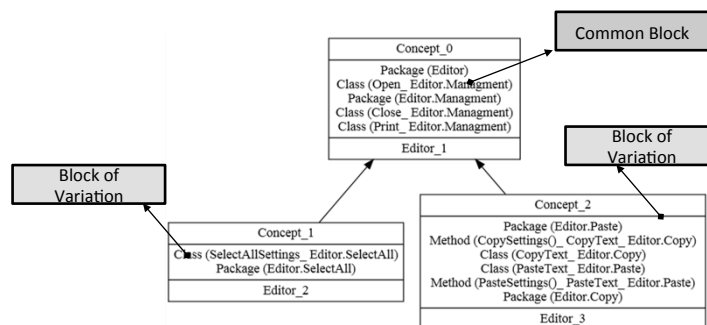 Common Block
Concept_0
Package (Editor)
Class (Open_ Editor.Managment)
Package (Editor.Managment)
Class (Close_ Editor.Managment)
Class (Print_ Editor.Managment)
Editor_1
Block of
Variation
Block of
Variation
Concept_1
Class (SelectAllSettings_ Editor.SelectAll)
Package (Editor.SelectAll)
Editor_2
Concept_2
Package (Editor.Paste)
Method (CopySettings()_ CopyText_ Editor.Copy)
Class (CopyText_ Editor.Copy)
Class (PasteText_ Editor.Paste)
Method (PasteSettings()_ PasteText_ Editor.Paste)
Package (Editor.Copy)
Editor_3